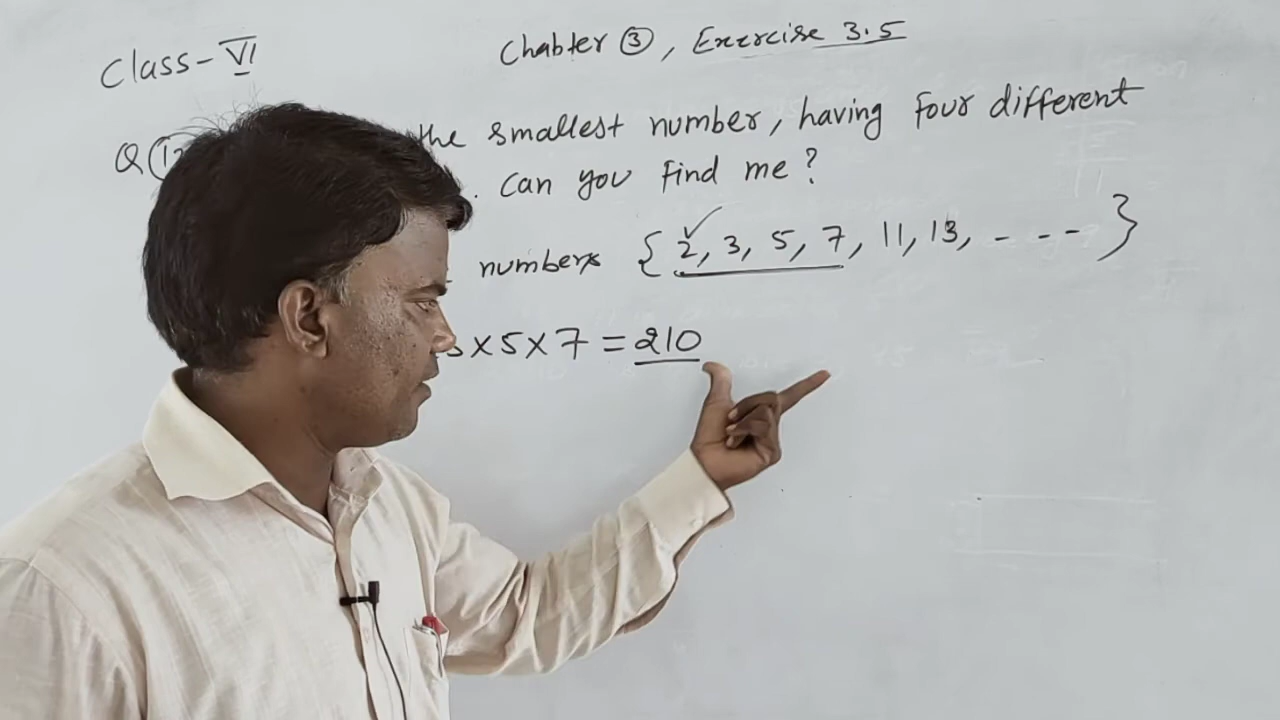 Class-VI Chabter ③, Exercise 3.5
Q the smallest number, having four different
. Can you find me?
numbers {2, 3, 5, 7, 11, 13, - - - }
×5×7 = 210